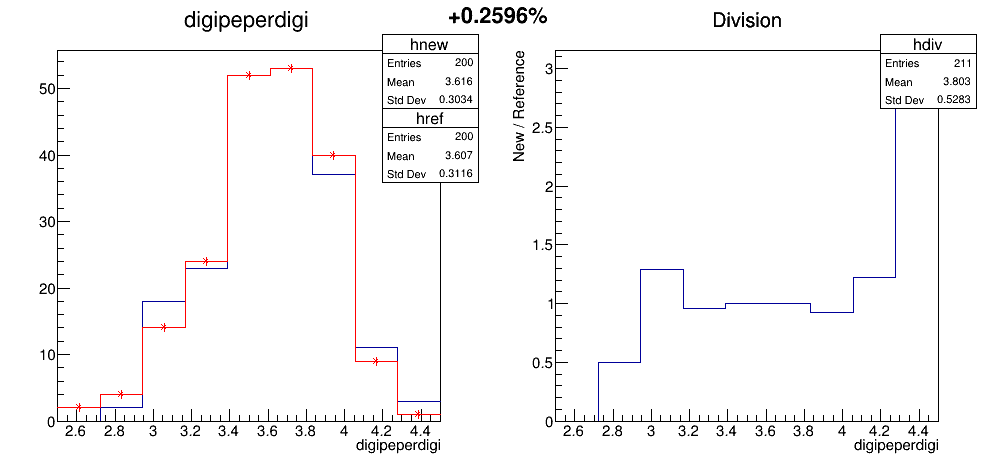 +0.2596%
digipeperdigi
hnew
Entries 200
Mean 3.616
Std Dev 0.3034
href
Entries 200
Mean 3.607
Std Dev 0.3116
50
40
30
20
10
0
2.6 2.8 3 3.2 3.4 3.6 3.8 4 4.2 4.4
digipeperdigi
Division
hdiv
Entries 211
Mean 3.803
Std Dev 0.5283
New / Reference
3
2.5
2
1.5
1
0.5
0
2.6 2.8 3 3.2 3.4 3.6 3.8 4 4.2 4.4
digipeperdigi